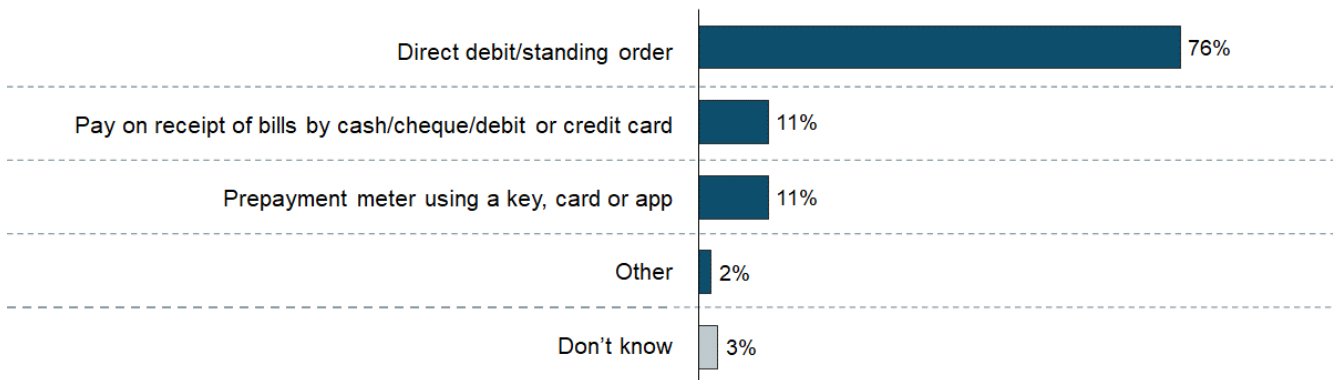 Direct debit/standing order 76%
Pay on receipt of bills by cash/cheque/debit or credit card 11%
Prepayment meter using a key, card or app 11%
Other 2%
Don’t know 3%